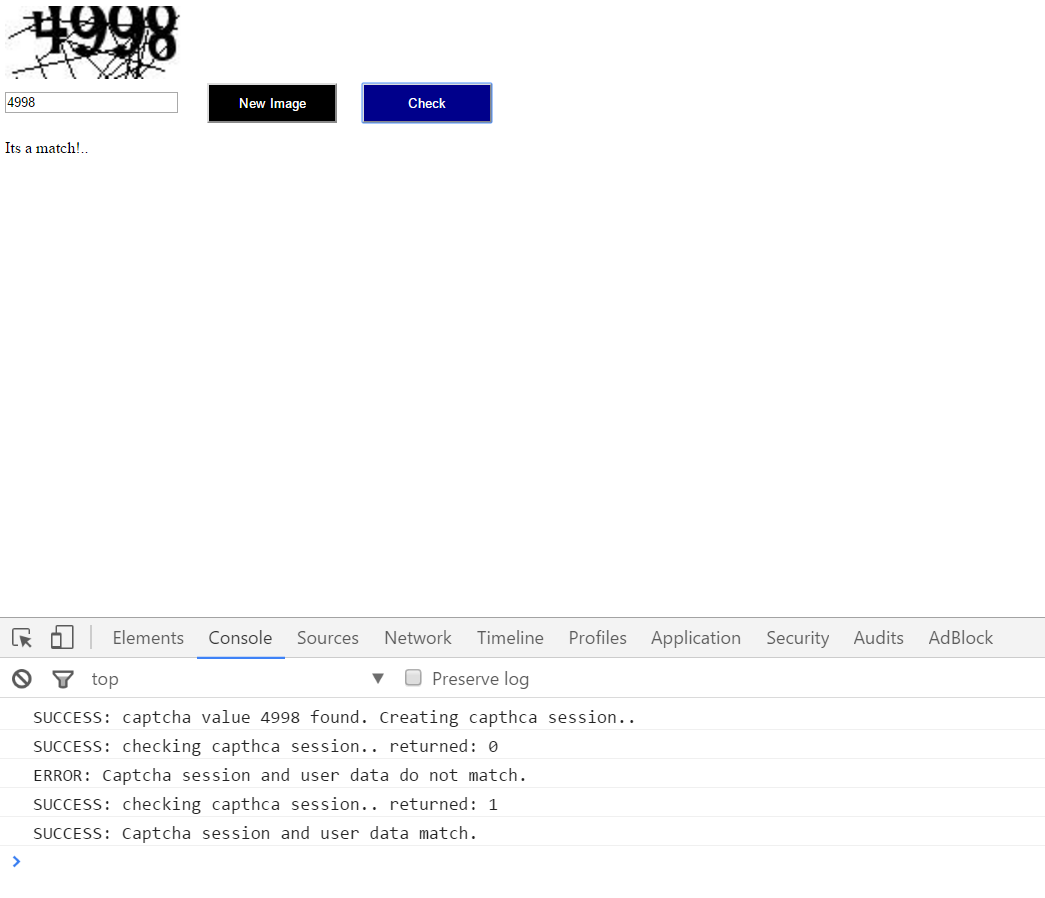 4998
4998
New Image
Check
Its a match!..
Elements Console Sources Network Timeline Profiles Application Security Audits AdBlock
top Preserve log
SUCCESS: captcha value 4998 found. Creating capthca session..
SUCCESS: checking capthca session.. returned: 0
ERROR: Captcha session and user data do not match.
SUCCESS: checking capthca session.. returned: 1
SUCCESS: Captcha session and user data match.